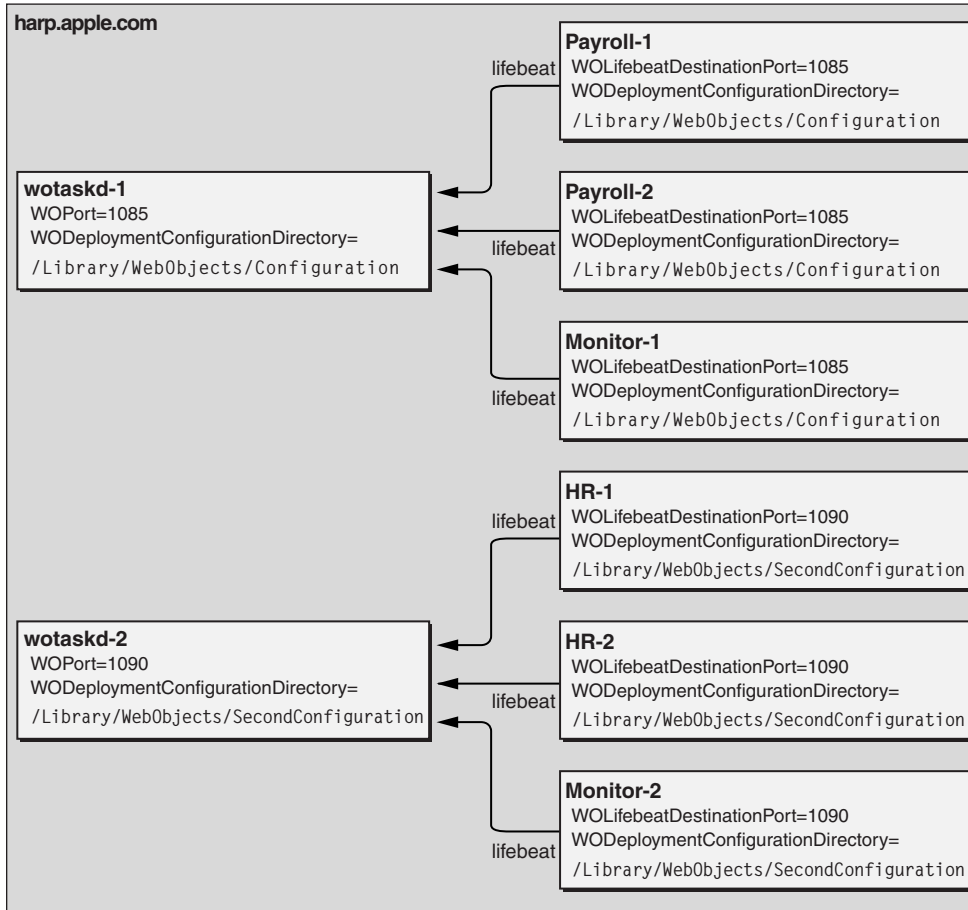 harp.apple.com
Payroll-1
WOLifebeatDestinationPort=1085
WODeploymentConfigurationDirectory=
/Library/WebObjects/Configuration
lifebeat
wotaskd-1
WOPort=1085
WODeploymentConfigurationDirectory=
/Library/WebObjects/Configuration
Payroll-2
WOLifebeatDestinationPort=1085
WODeploymentConfigurationDirectory=
/Library/WebObjects/Configuration
lifebeat
Monitor-1
WOLifebeatDestinationPort=1085
WODeploymentConfigurationDirectory=
/Library/WebObjects/Configuration
lifebeat
HR-1
WOLifebeatDestinationPort=1090
WODeploymentConfigurationDirectory=
/Library/WebObjects/SecondConfiguration
lifebeat
wotaskd-2
WOPort=1090
WODeploymentConfigurationDirectory=
/Library/WebObjects/SecondConfiguration
HR-2
WOLifebeatDestinationPort=1090
WODeploymentConfigurationDirectory=
/Library/WebObjects/SecondConfiguration
lifebeat
Monitor-2
WOLifebeatDestinationPort=1090
WODeploymentConfigurationDirectory=
/Library/WebObjects/SecondConfiguration
lifebeat